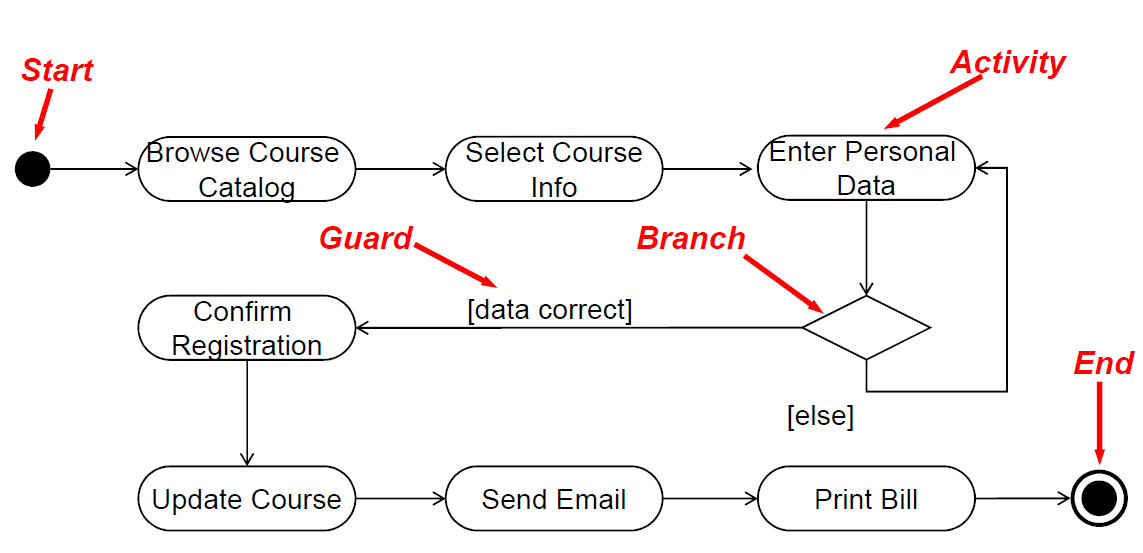 Start
Activity
Browse Course
Catalog
Select Course
Info
Enter Personal
Data
Guard
Branch
[data correct]
Confirm
Registration
End
[else]
Update Course
Send Email
Print Bill